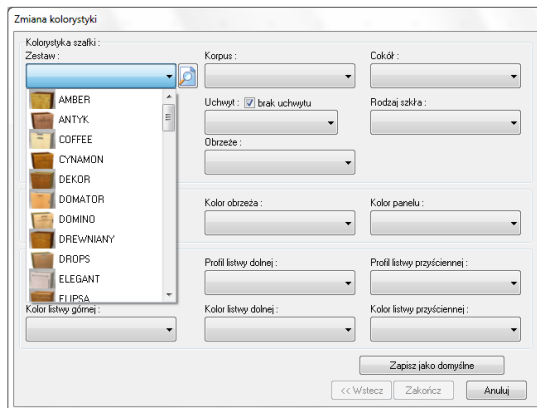 Zmiana kolorystyki
Kolorystyka szafki :
Zestaw :
Korpus :
Cokół :
AMBER
ANTYK
COFFEE
CYNAMON
DEKOR
DOMATOR
DOMINO
DREWNIANY
DROPS
ELEGANT
ELIPSA
Uchwyt : brak uchwytu
Rodzaj szkła :
Obrzeże :
Kolor obrzeża :
Kolor panelu :
Profil listwy dolnej :
Profil listwy przyściennej :
Kolor listwy górnej :
Kolor listwy dolnej :
Kolor listwy przyściennej :
Zapisz jako domyślne
<< Wstecz
Zakończ
Anuluj